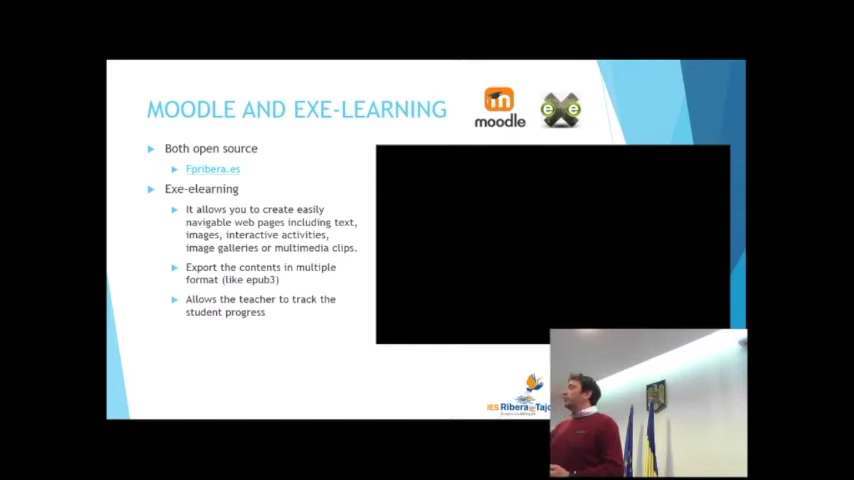 MOODLE AND EXE-LEARNING
moodle
e e
Both open source
Fpribera.es
Exe-elearning
It allows you to create easily
navigable web pages including text,
images, interactive activities,
image galleries or multimedia clips.
Export the contents in multiple
format (like epub3)
Allows the teacher to track the
student progress
IES Ribera del Tajo